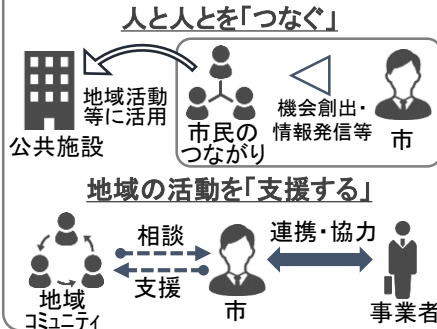 人と人とを「つなぐ」
地域活動
等に活用
公共施設
市民の
つながり
機会創出・
情報発信等
市
地域の活動を「支援する」
相談
支援
連携・協力
地域
コミュニティ
市
事業者